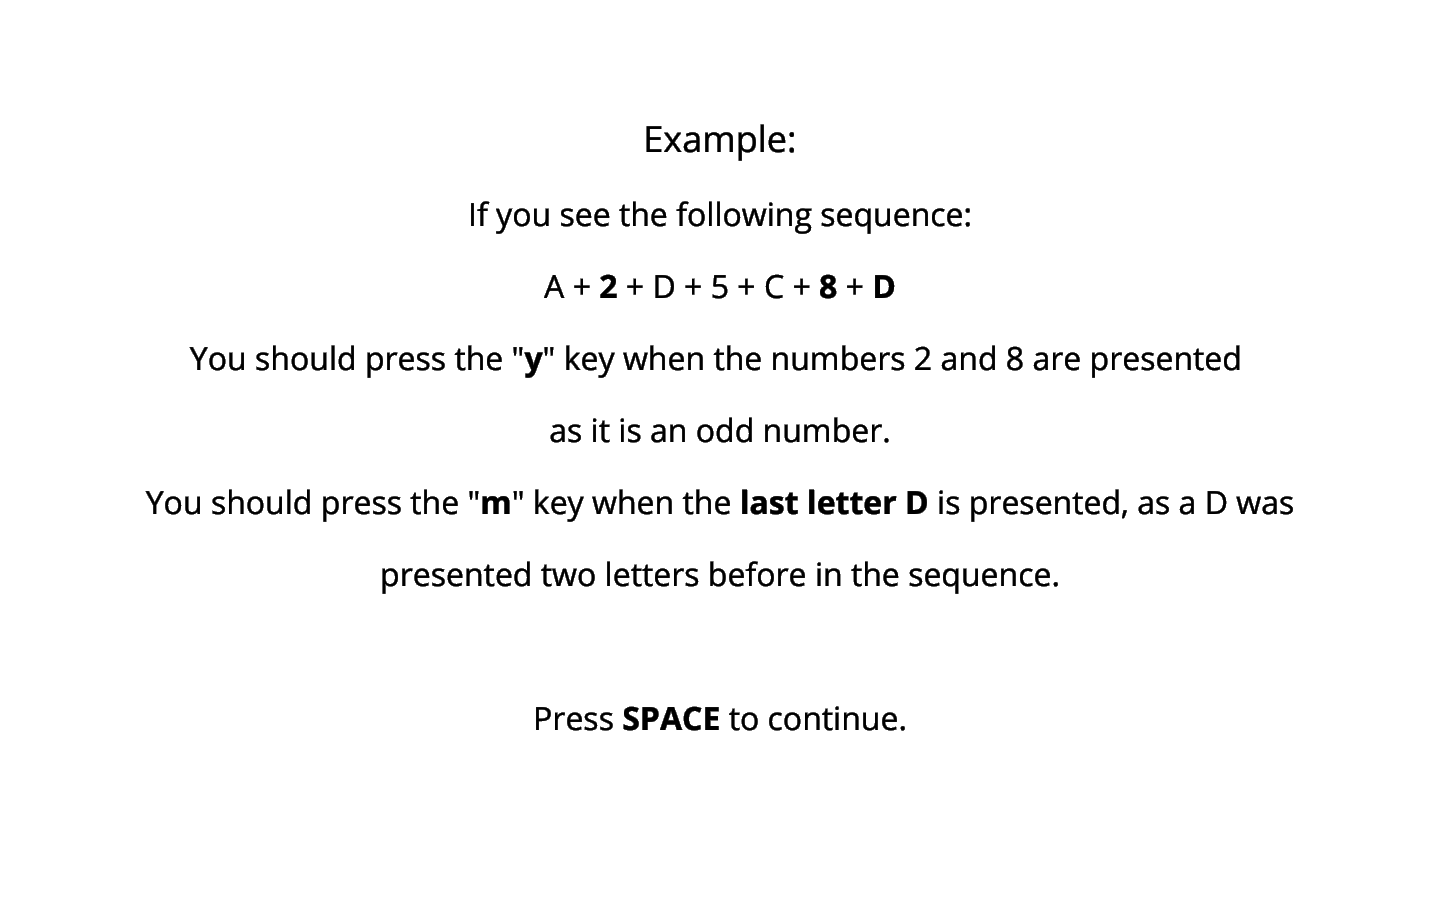 Example:
If you see the following sequence:
A + 2 + D + 5 + C + 8 + D
You should press the "y" key when the numbers 2 and 8 are presented
as it is an odd number.
You should press the "m" key when the last letter D is presented, as a D was
presented two letters before in the sequence.
Press SPACE to continue.